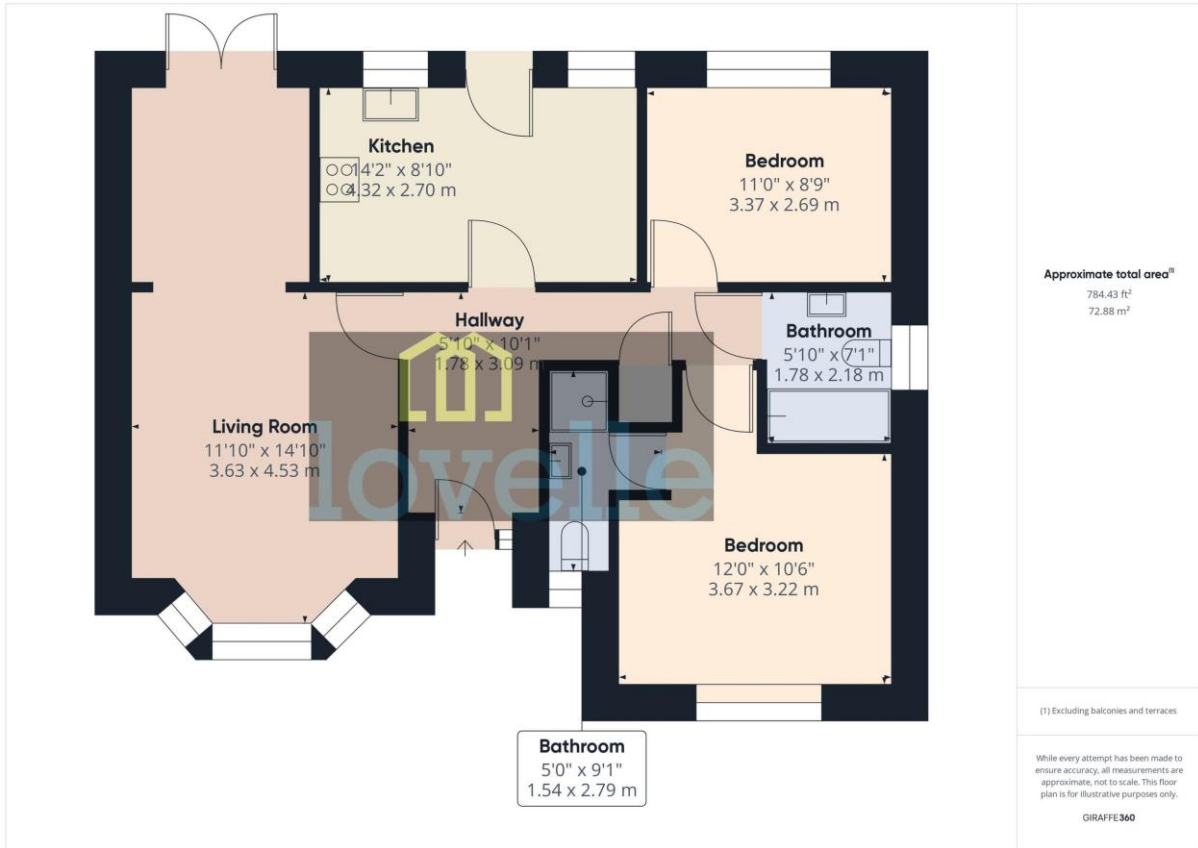 Kitchen
14'2" x 8'10"
4.32 x 2.70 m
Bedroom
11'0" x 8'9"
3.37 x 2.69 m
Hallway
5'10" x 10'1"
1.78 x 3.09 m
Bathroom
5'10" x 7'1"
1.78 x 2.18 m
Living Room
11'10" x 14'10"
3.63 x 4.53 m
lovelle
Bedroom
12'0" x 10'6"
3.67 x 3.22 m
Bathroom
5'0" x 9'1"
1.54 x 2.79 m
Approximate total area(1)
784.43 ft²
72.88 m²
(1) Excluding balconies and terraces
While every attempt has been made to
ensure accuracy, all measurements are
approximate, not to scale. This floor
plan is for illustrative purposes only.
GIRAFFE360